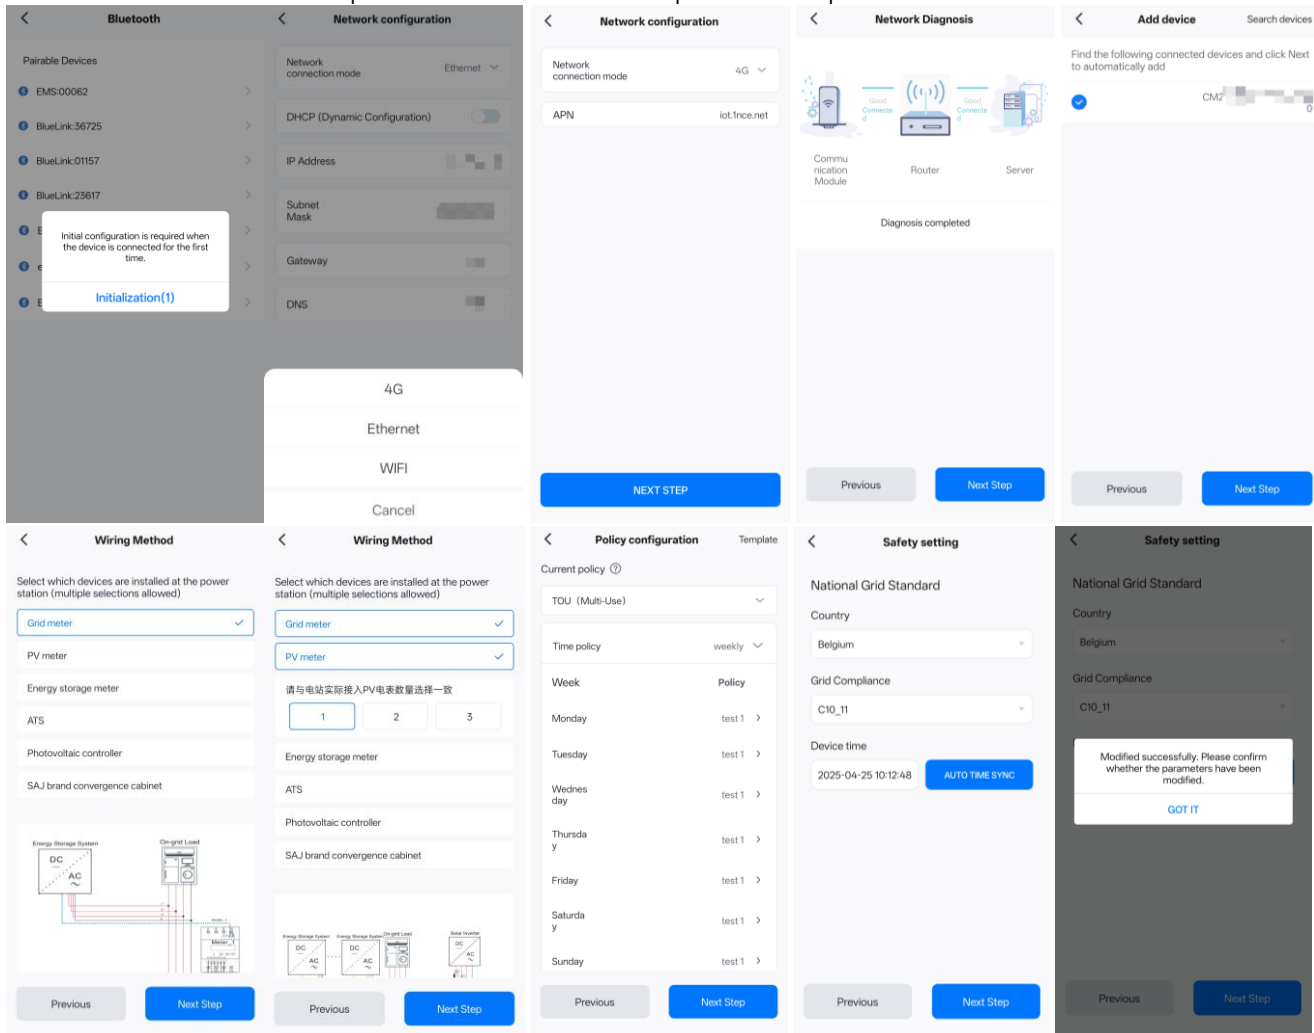 Bluetooth
Pairable Devices
EMS:00062
BlueLink:36725
BlueLink:01157
BlueLink:23617
Initial configuration is required when
the device is connected for the first
time.
Initialization(1)
Network configuration
Network
connection mode
Ethernet
DHCP (Dynamic Configuration)
IP Address
Subnet
Mask
Gateway
DNS
4G
Ethernet
WIFI
Cancel
Network configuration
Network
connection mode
4G
APN
iot.1nce.net
NEXT STEP
Network Diagnosis
Good
Connecte
d
Good
Connecte
d
Commu
nication
Module
Router
Server
Diagnosis completed
Previous
Next Step
Add device
Search devices
Find the following connected devices and click Next
to automatically add
CM2
0
Previous
Next Step
Wiring Method
Select which devices are installed at the power
station (multiple selections allowed)
Grid meter
PV meter
Energy storage meter
ATS
Photovoltaic controller
SAJ brand convergence cabinet
Energy Storage System
On-grid Load
DC
AC
Meter_1
Previous
Next Step
Wiring Method
Select which devices are installed at the power
station (multiple selections allowed)
Grid meter
PV meter
请与电站实际接入PV电表数量选择一致
1
2
3
Energy storage meter
ATS
Photovoltaic controller
SAJ brand convergence cabinet
Energy Storage System
Energy Storage System
On-grid Load
Solar Inverter
DC
AC
DC
AC
DC
AC
Previous
Next Step
Policy configuration
Template
Current policy
TOU (Multi-Use)
Time policy
weekly
Week
Policy
Monday
test 1
Tuesday
test 1
Wednes
day
test 1
Thursda
y
test 1
Friday
test 1
Saturda
y
test 1
Sunday
test 1
Previous
Next Step
Safety setting
National Grid Standard
Country
Belgium
Grid Compliance
C10_11
Device time
2025-04-25 10:12:48
AUTO TIME SYNC
Previous
Next Step
Safety setting
National Grid Standard
Country
Belgium
Grid Compliance
C10_11
Modified successfully. Please confirm
whether the parameters have been
modified.
GOT IT
Previous
Next Step